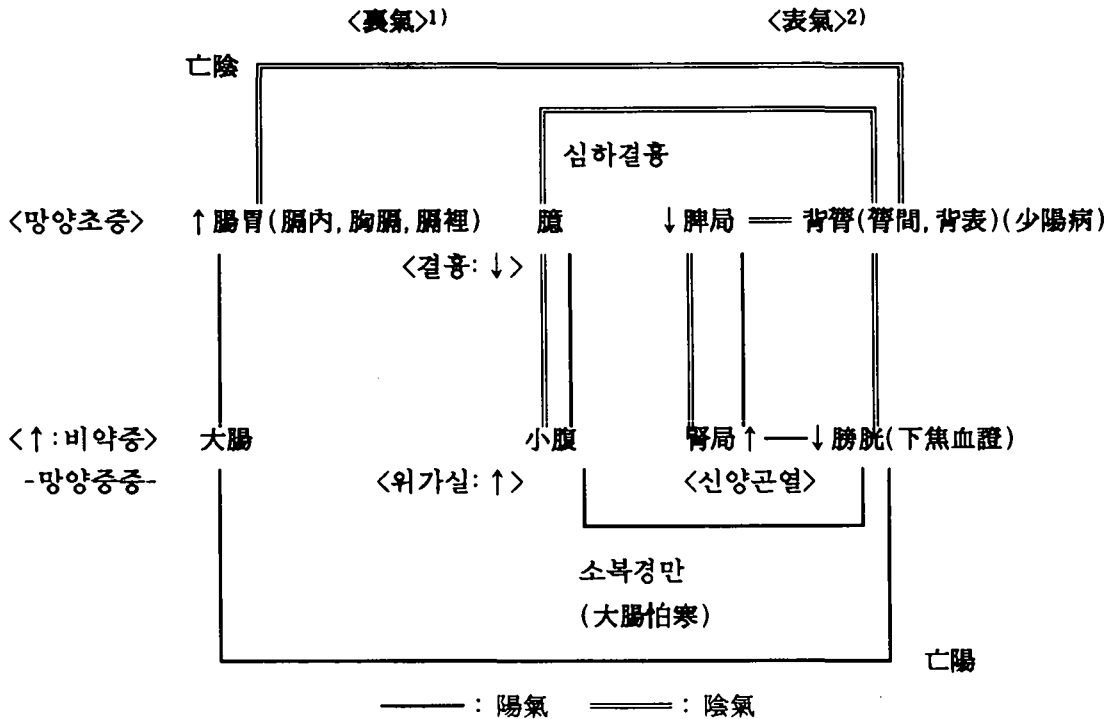 <裏氣>1) <表氣>2)
亡陰
심하결흉
<망양초증> ↑腸胃(膈內, 胸膈, 膈裡) 臆 ↓脾局 背膂(膂間, 背表)(少陽病)
<결흉: ↓>
<↑:비약증> 大腸 小腹 腎局↑ ↓膀胱(下焦血證)
-망양중증- <위가실: ↑> <신양곤열>
소복경만
(大腸怕寒)
亡陽
: 陽氣 : 陰氣